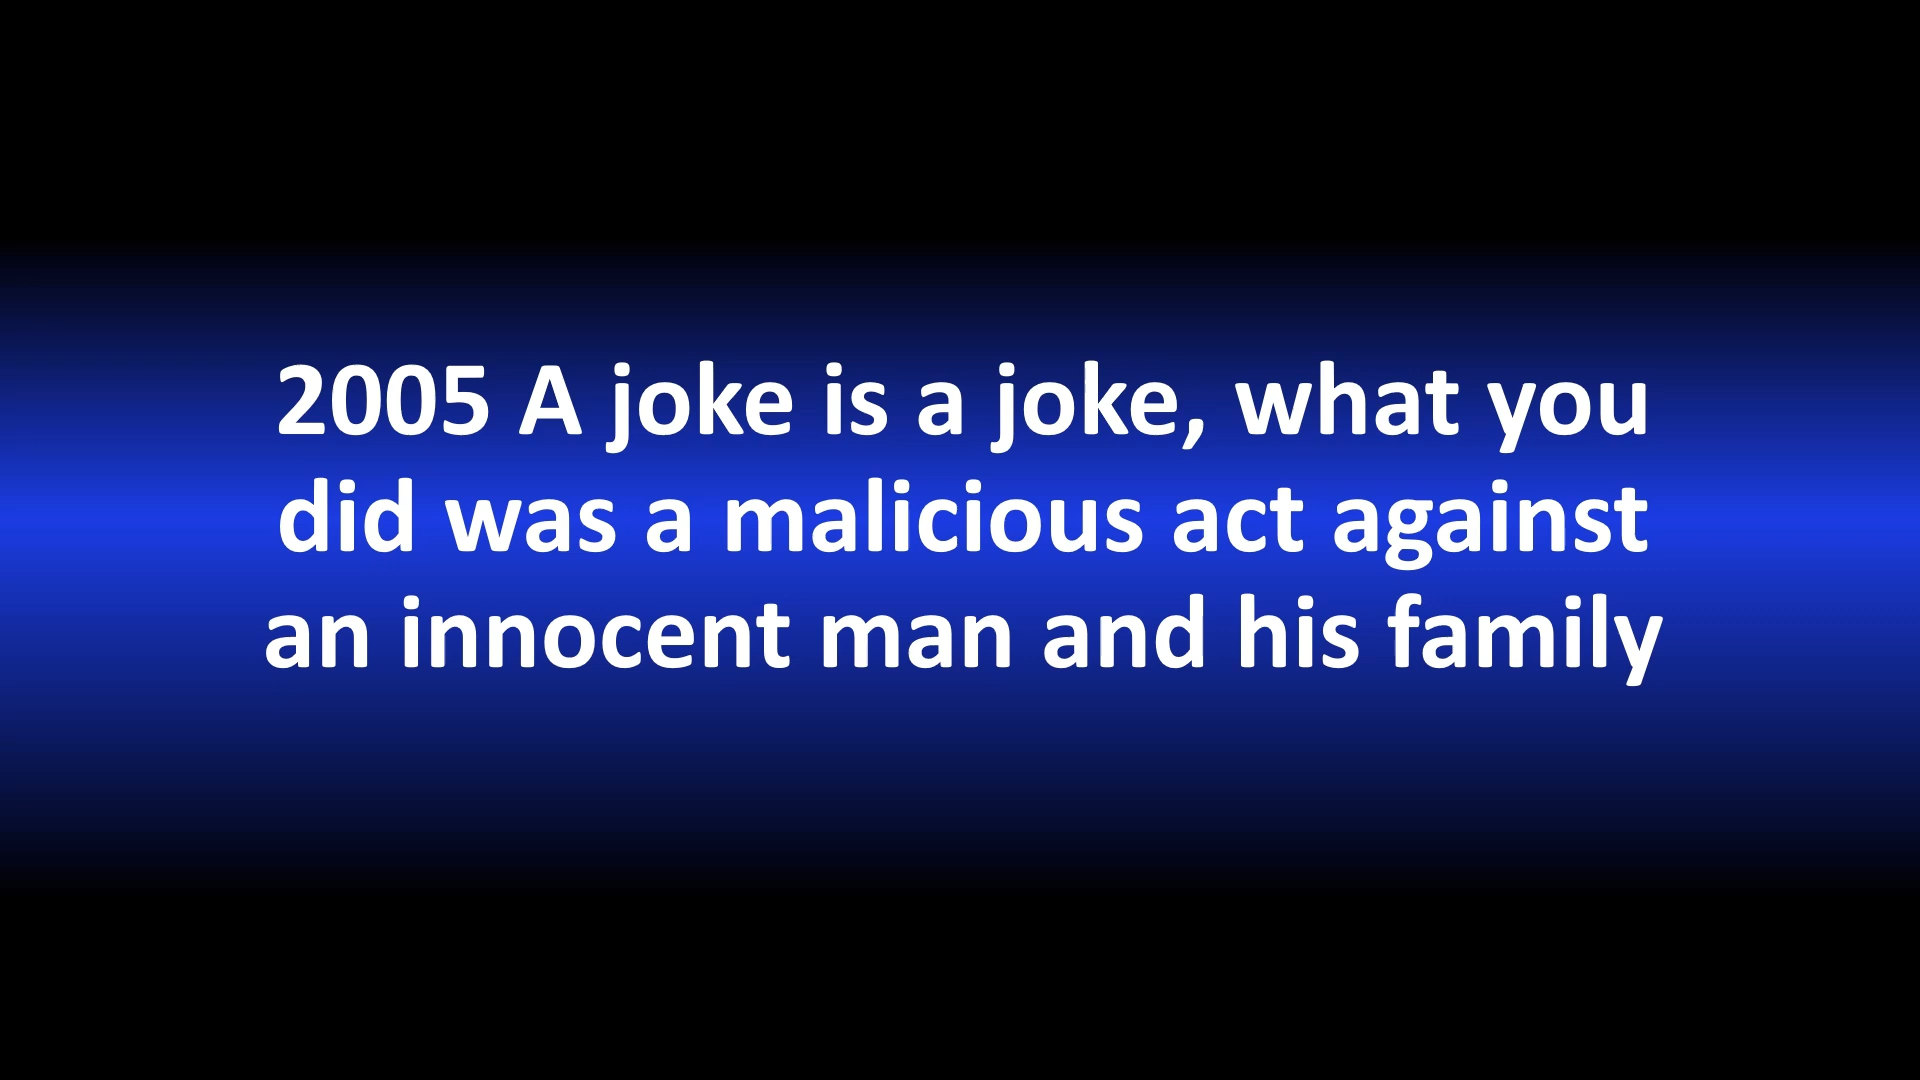 2005 A joke is a joke, what you
did was a malicious act against
an innocent man and his family